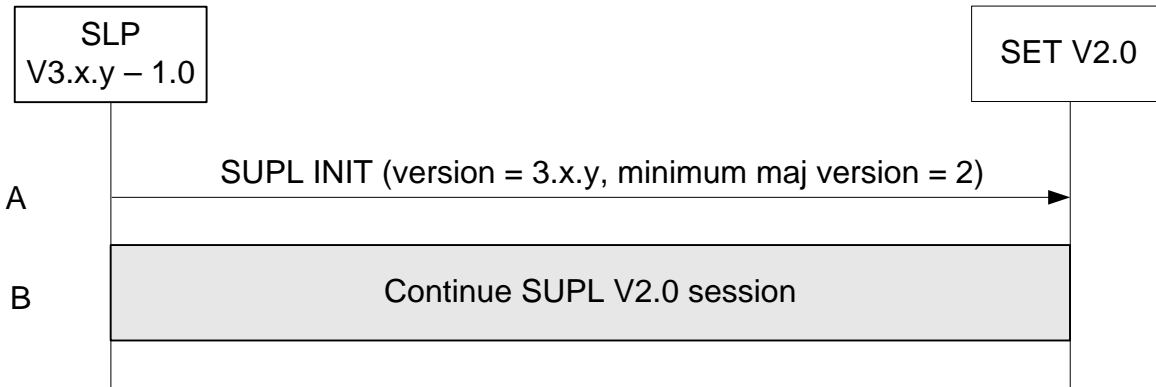 SLP
V3.x.y – 1.0
SET V2.0
A
SUPL INIT (version = 3.x.y, minimum maj version = 2)
B
Continue SUPL V2.0 session